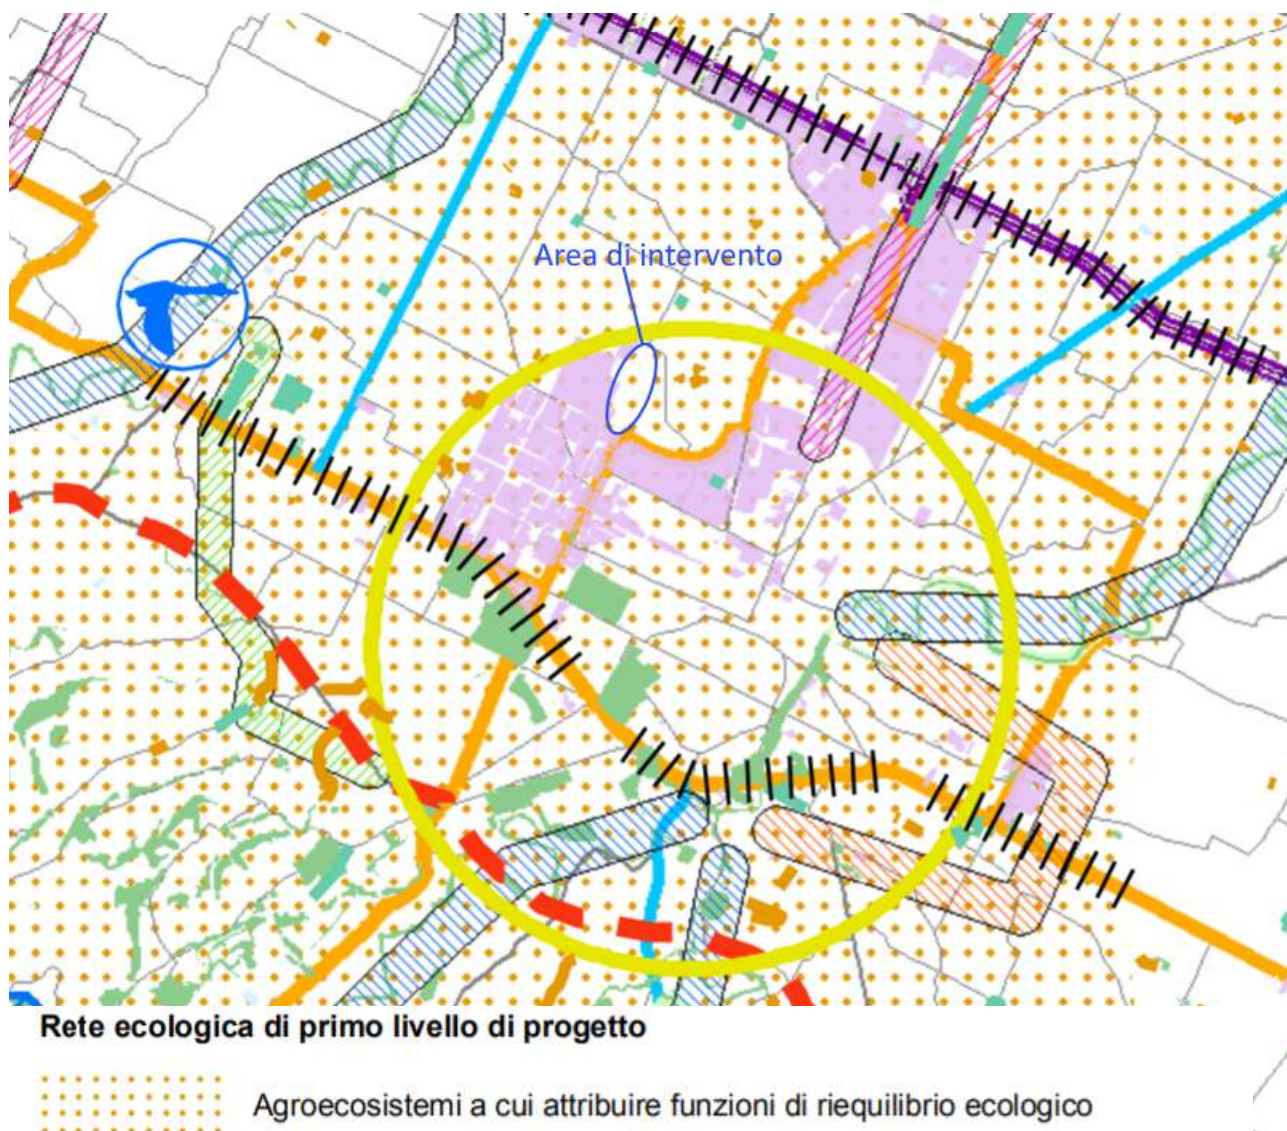 Area di intervento
Rete ecologica di primo livello di progetto
Agroecosistemi a cui attribuire funzioni di riequilibrio ecologico